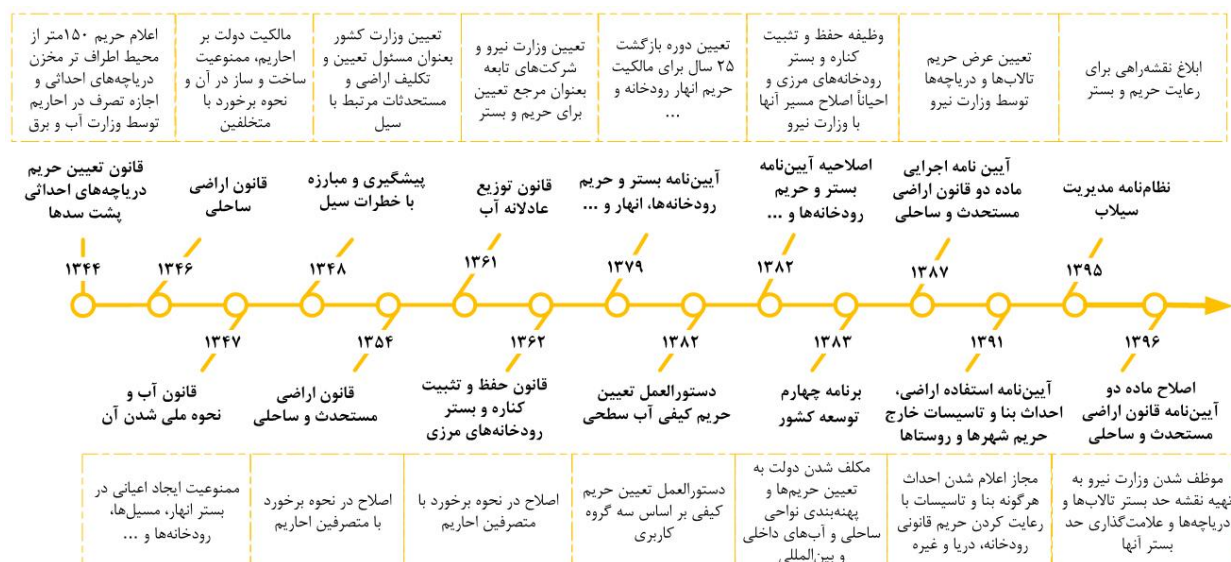 اعلام حریم ۱۵۰متر از
محیط اطراف تر مخزن
دریاچه‌های احداثی و
اجازه تصرف در احاریم
توسط وزارت آب و برق
مالکیت دولت بر
احاریم، ممنوعیت
ساخت و ساز در آن و
نحوه برخورد با
متخلفین
تعیین وزارت کشور
بعنوان مسئول تعیین و
تکلیف اراضی و
مستحدثات مرتبط با
سیل
تعیین وزارت نیرو و
شرکت‌های تابعه
بعنوان مرجع تعیین
برای حریم و بستر
تعیین دوره بازگشت
۲۵ سال برای مالکیت
حریم انهار رودخانه و
...
وظیفه حفظ و تثبیت
کناره و بستر
رودخانه‌های مرزی و
احیاناً اصلاح مسیر آنها
با وزارت نیرو
تعیین عرض حریم
تالاب‌ها و دریاچه‌ها
توسط وزارت نیرو
ابلاغ نقشه‌راهی برای
رعایت حریم و بستر
قانون تعیین حریم
دریاچه‌های احداثی
پشت سدها
قانون اراضی
ساحلی
پیشگیری و مبارزه
با خطرات سیل
قانون توزیع
عادلانه آب
آیین‌نامه بستر و حریم
رودخانه‌ها، انهار و ...
اصلاحیه آیین‌نامه
بستر و حریم
رودخانه‌ها و ...
آیین نامه اجرایی
ماده دو قانون اراضی
مستحدث و ساحلی
نظام‌نامه مدیریت
سیلاب
۱۳۴۴
۱۳۴۶
۱۳۴۸
۱۳۶۱
۱۳۷۹
۱۳۸۲
۱۳۸۷
۱۳۹۵
۱۳۴۷
۱۳۵۴
۱۳۶۲
۱۳۸۲
۱۳۸۳
۱۳۹۱
۱۳۹۶
قانون آب و
نحوه ملی شدن آن
قانون اراضی
مستحدث و ساحلی
قانون حفظ و تثبیت
کناره و بستر
رودخانه‌های مرزی
دستورالعمل تعیین
حریم کیفی آب سطحی
برنامه چهارم
توسعه کشور
آیین‌نامه استفاده اراضی،
احداث بنا و تاسیسات خارج
حریم شهرها و روستاها
اصلاح ماده دو
آیین‌نامه قانون اراضی
مستحدث و ساحلی
ممنوعیت ایجاد اعیانی در
بستر انهار، مسیل‌ها،
رودخانه‌ها و ...
اصلاح در نحوه برخورد
با متصرفین احاریم
اصلاح در نحوه برخورد با
متصرفین احاریم
دستورالعمل تعیین حریم
کیفی بر اساس سه گروه
کاربری
مکلف شدن دولت به
تعیین حریم‌ها و
پهنه‌بندی نواحی
ساحلی و آب‌های داخلی
و بین‌المللی
مجاز اعلام شدن احداث
هرگونه بنا و تاسیسات با
رعایت کردن حریم قانونی
رودخانه، دریا و غیره
موظف شدن وزارت نیرو به
تهیه نقشه حد بستر تالاب‌ها و
دریاچه‌ها و علامت‌گذاری حد
بستر آنها